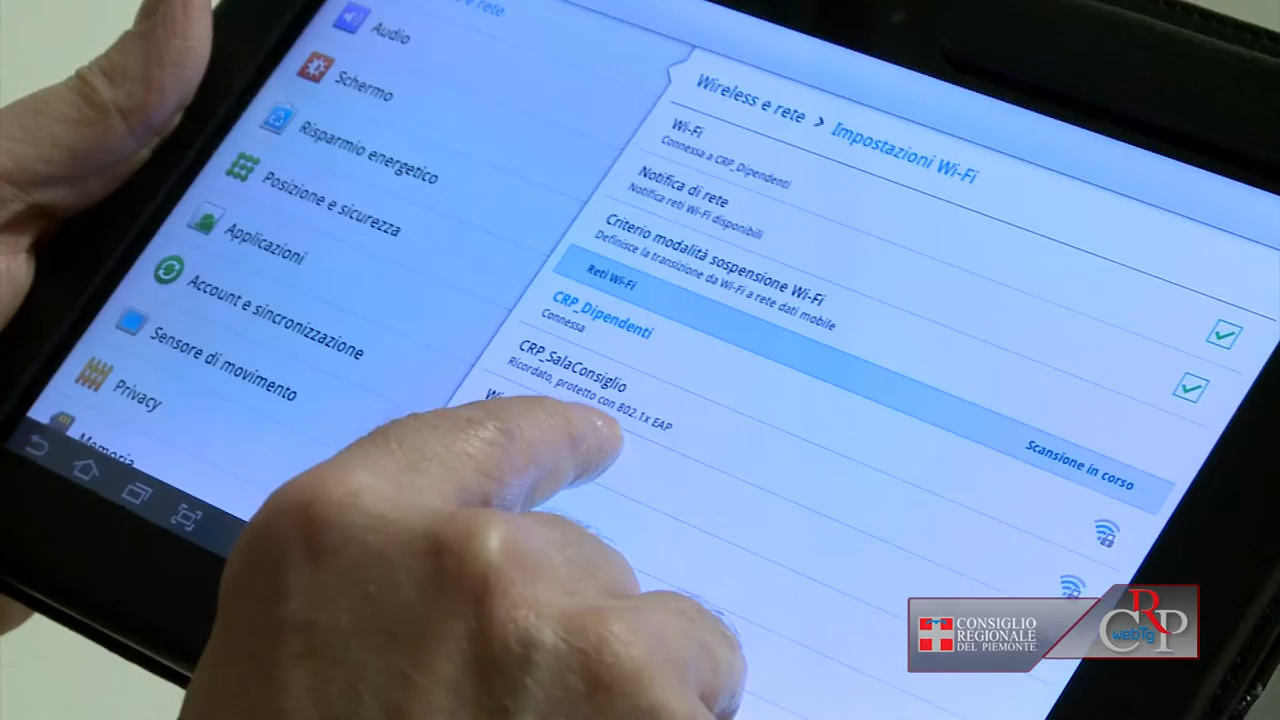 e rete
Audio
Schermo
Risparmio energetico
Posizione e sicurezza
Applicazioni
Account e sincronizzazione
Sensore di movimento
Privacy
Memoria
Wireless e rete > Impostazioni Wi-Fi
Wi-Fi
Connessa a CRP_Dipendenti
Notifica di rete
Notifica reti Wi-Fi disponibili
Criterio modalità sospensione Wi-Fi
Definisce la transizione da Wi-Fi a rete dati mobile
Reti Wi-Fi
Scansione in corso
CRP_Dipendenti
Connessa
CRP_SalaConsiglio
Ricordato, protetto con 802.1x EAP
CONSIGLIO
REGIONALE
DEL PIEMONTE
CRP
webTg